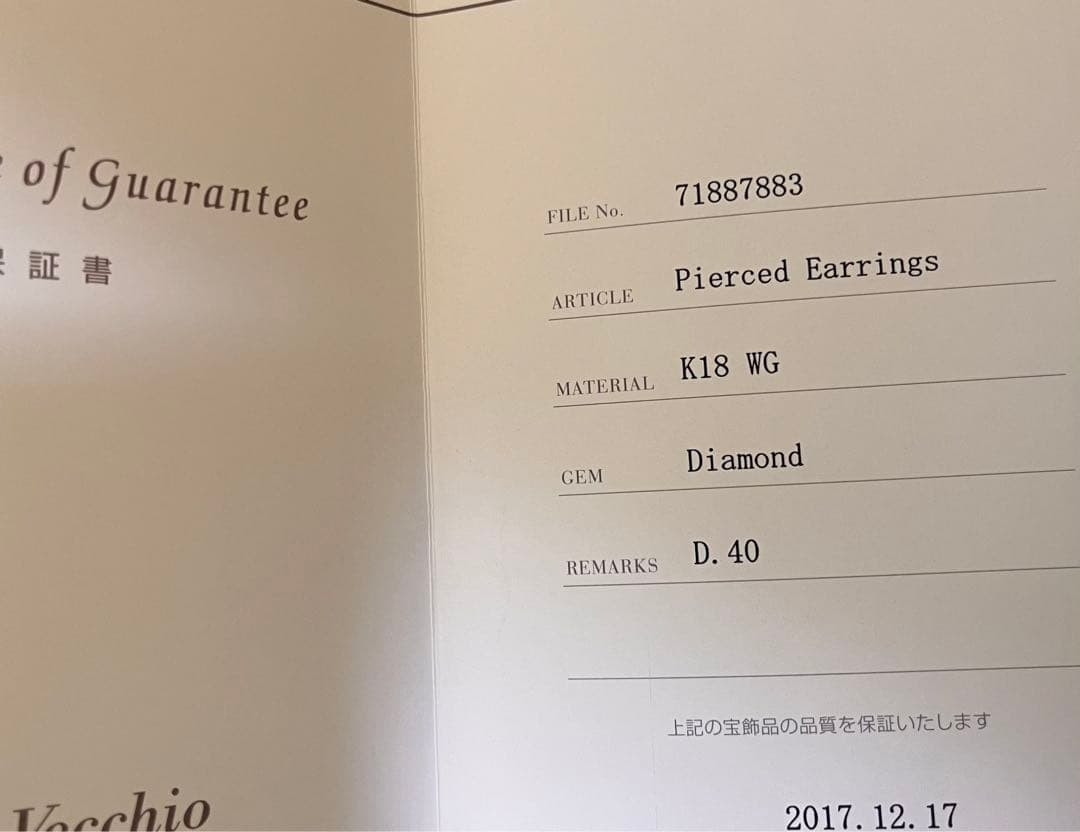 of Guarantee
証書
FILE No. 71887883
ARTICLE Pierced Earrings
MATERIAL K18 WG
GEM Diamond
REMARKS D.40
上記の宝飾品の品質を保証いたします
Vecchio
2017.12.17